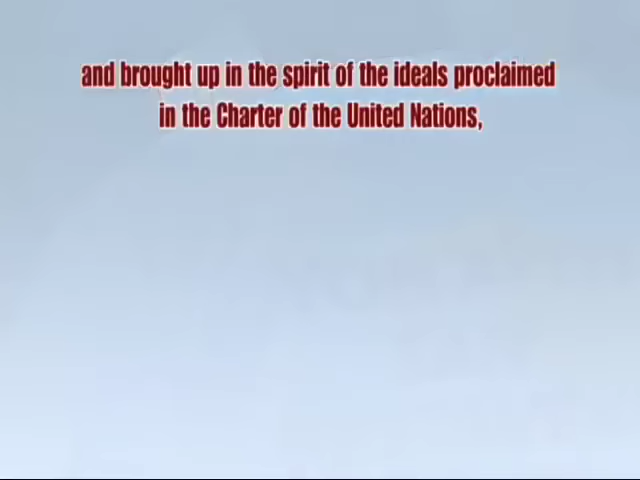 and brought up in the spirit of the ideals proclaimed
in the Charter of the United Nations,